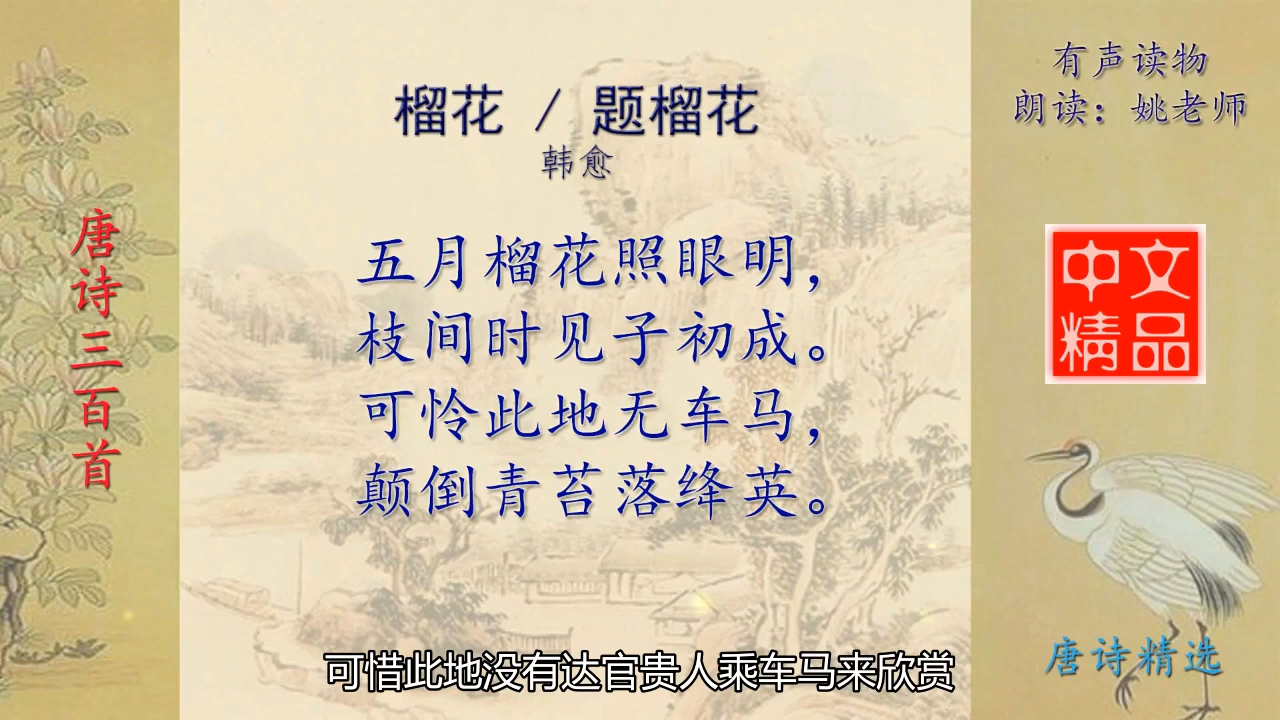 榴花 / 题榴花
韩愈
五月榴花照眼明，
枝间时见子初成。
可怜此地无车马，
颠倒青苔落绛英。
唐诗三百首
有声读物
朗读：姚老师
中文
精品
唐诗精选
可惜此地没有达官贵人乘车马来欣赏